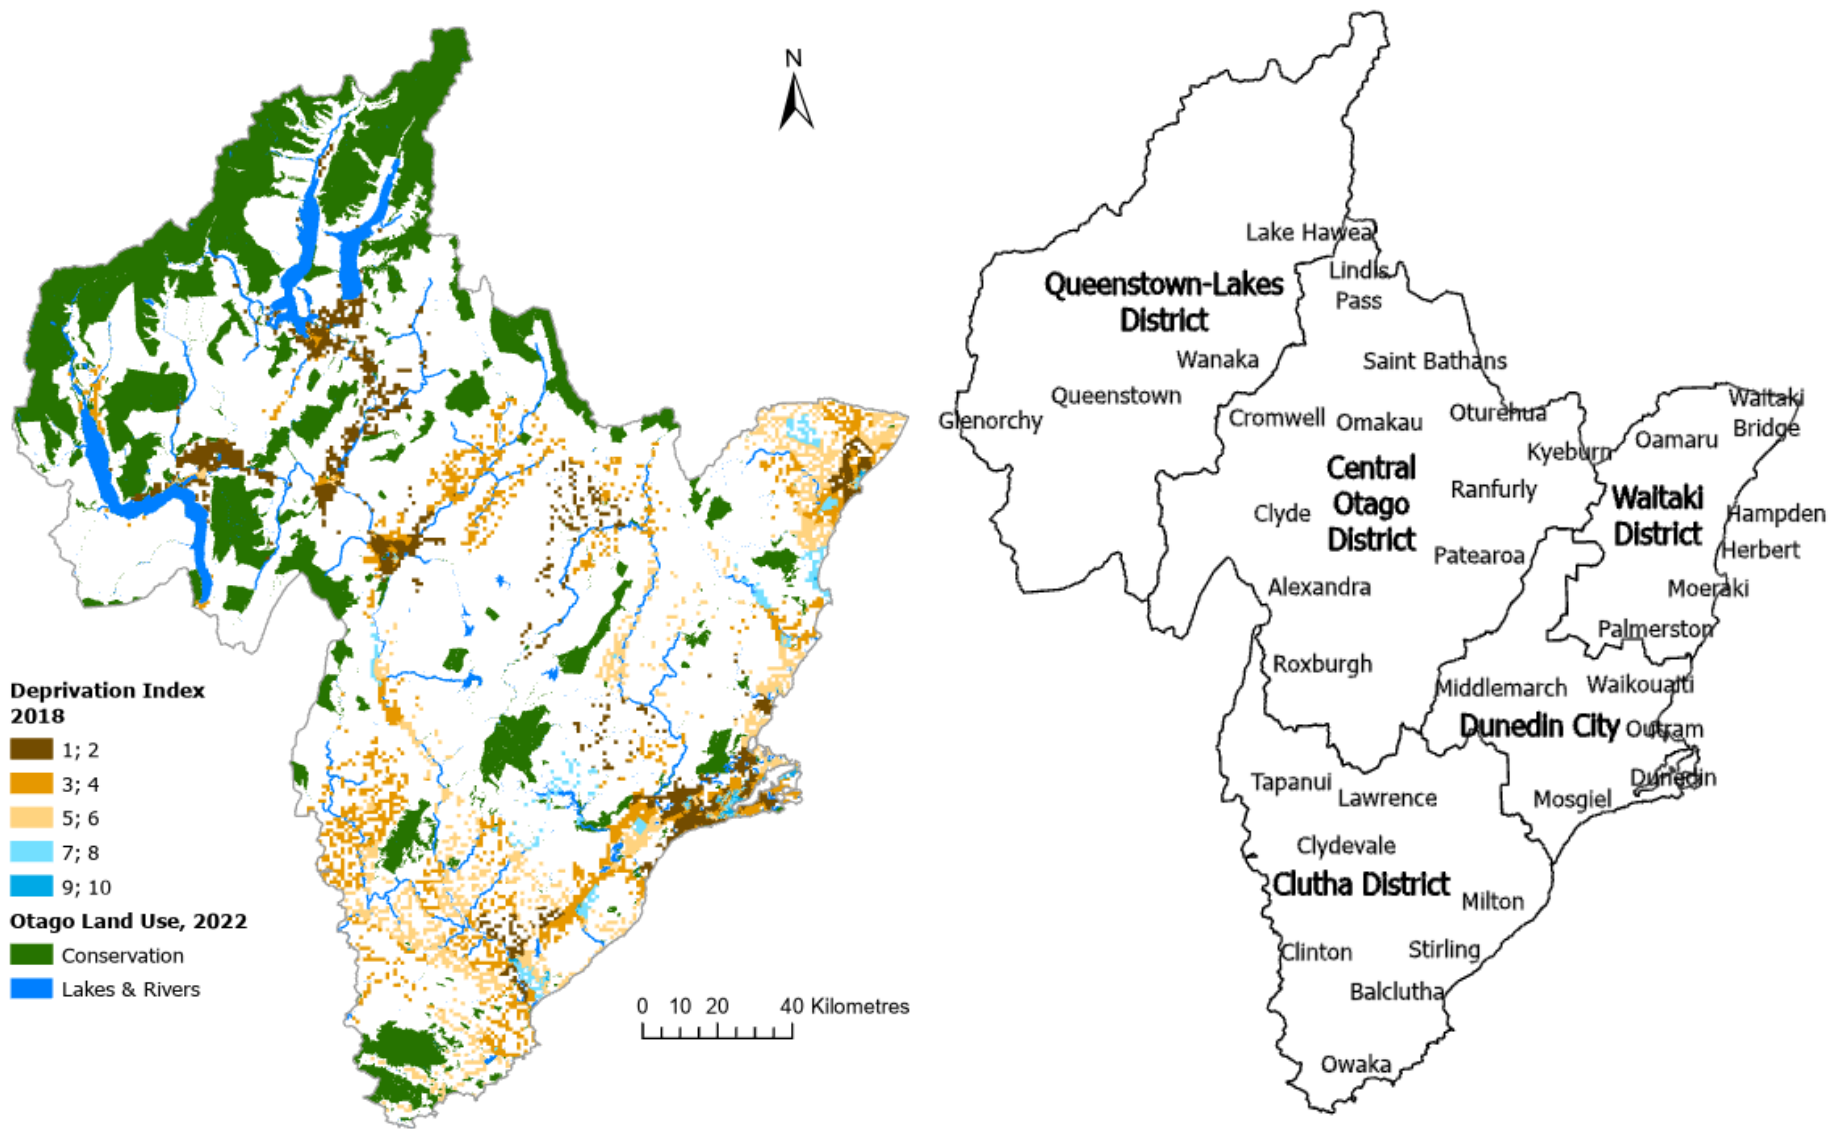 N
Deprivation Index
2018
1; 2
3; 4
5; 6
7; 8
9; 10
Otago Land Use, 2022
Conservation
Lakes & Rivers
0 10 20 40 Kilometres
Lake Hawea
Lindis
Pass
Queenstown-Lakes
District
Wanaka
Saint Bathans
Queenstown
Glenorchy
Cromwell
Omakau
Oturehua
Waitaki
Bridge
Oamaru
Kyeburn
Central
Otago
District
Ranfurly
Clyde
Waitaki
District
Hampden
Herbert
Patearoa
Alexandra
Moeraki
Palmerston
Roxburgh
Middlemarch
Waikouaiti
Dunedin City
Outram
Tapanui
Lawrence
Dunedin
Mosgiel
Clydevale
Clutha District
Milton
Clinton
Stirling
Balclutha
Owaka